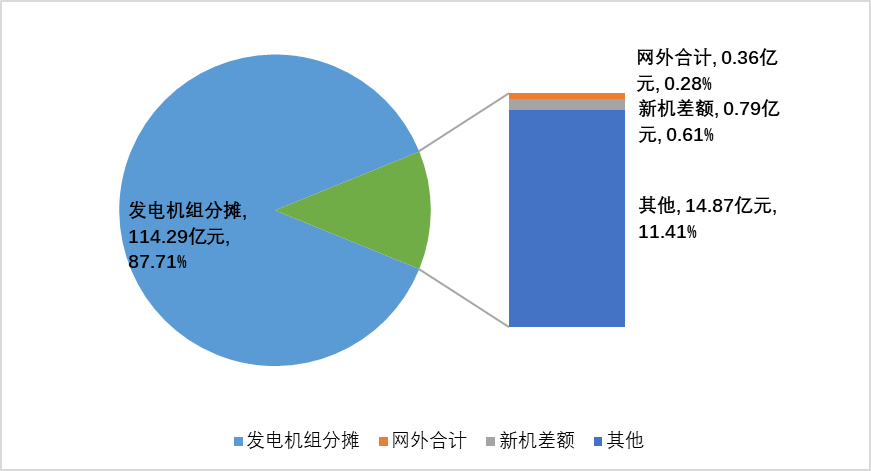 网外合计, 0.36亿
元, 0.28%
新机差额, 0.79亿
元, 0.61%
发电机组分摊,
114.29亿元,
87.71%
其他, 14.87亿元,
11.41%
发电机组分摊 网外合计 新机差额 其他